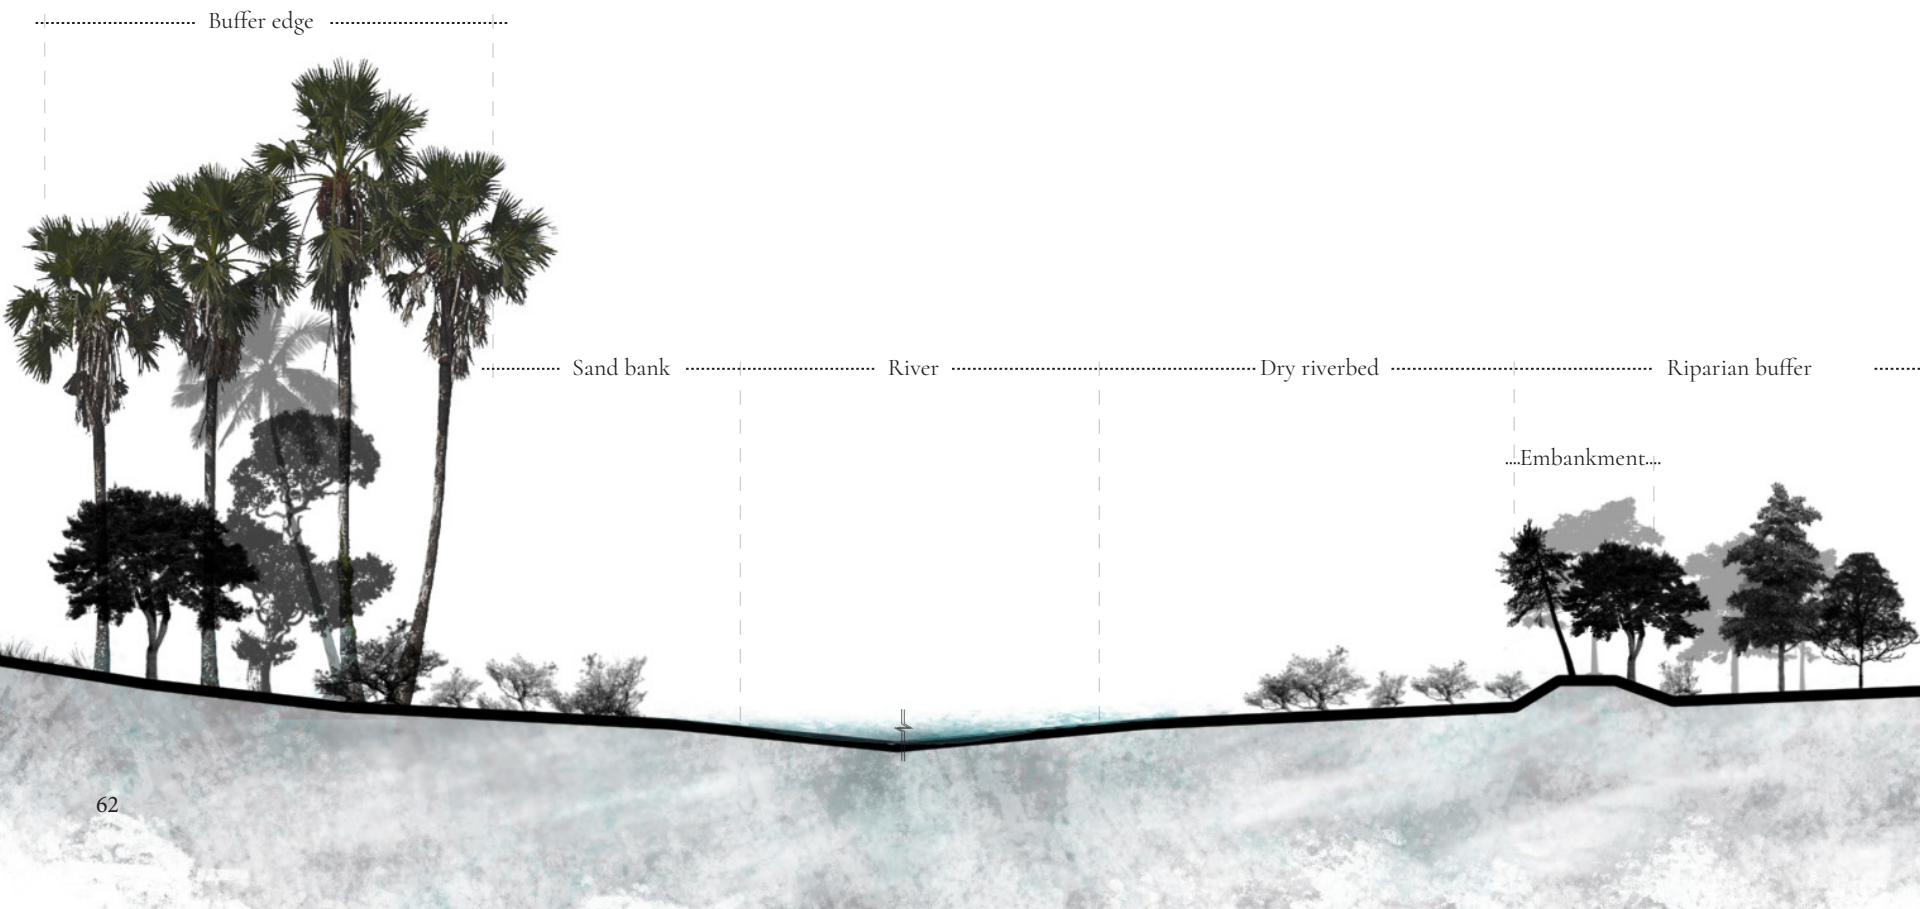 Buffer edge
Sand bank
River
Dry riverbed
Riparian buffer
Embankment
62